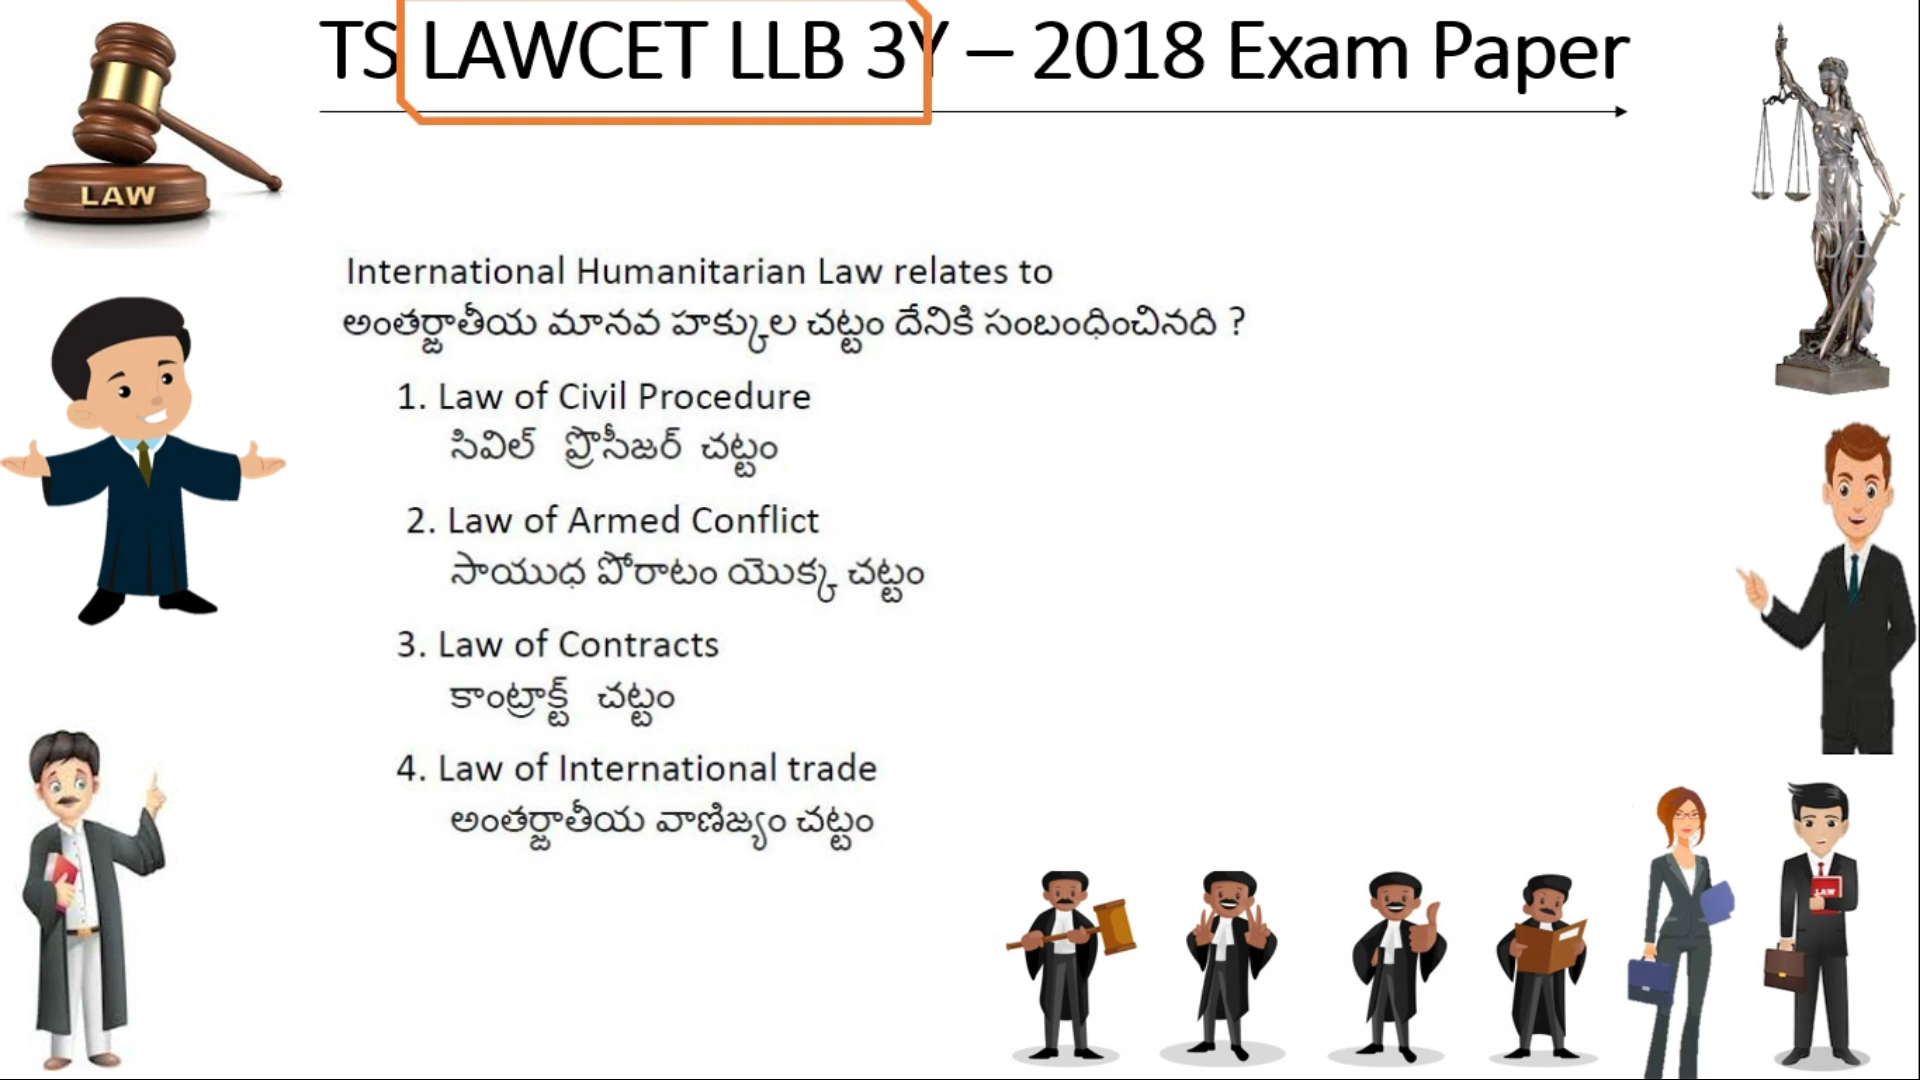 TS LAWCET LLB 3Y – 2018 Exam Paper
LAW
International Humanitarian Law relates to
అంతర్జాతీయ మానవ హక్కుల చట్టం దేనికి సంబంధించినది ?
1. Law of Civil Procedure
సివిల్ ప్రొసీజర్ చట్టం
2. Law of Armed Conflict
సాయుధ పోరాటం యొక్క చట్టం
3. Law of Contracts
కాంట్రాక్ట్ చట్టం
4. Law of International trade
అంతర్జాతీయ వాణిజ్యం చట్టం
LAW